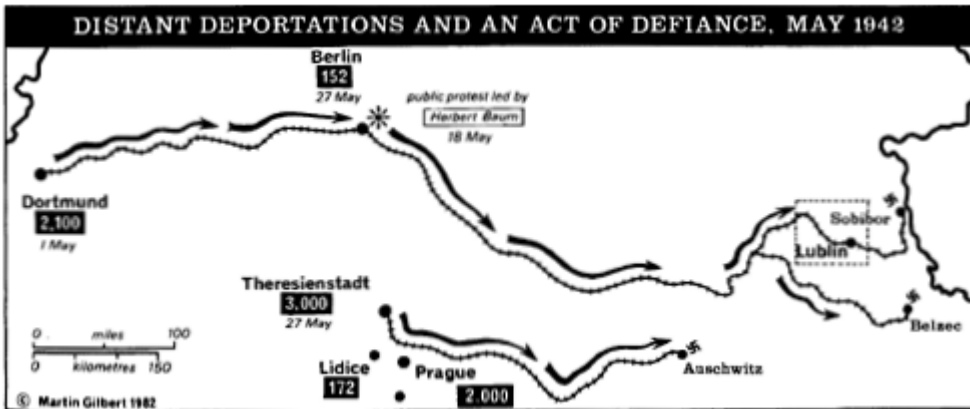 DISTANT DEPORTATIONS AND AN ACT OF DEFIANCE, MAY 1942
Berlin
152
27 May
public protest led by
Herbert Baum
18 May
Dortmund
2,100
1 May
Sobibor
Lublin
Theresienstadt
3,000
27 May
Belzec
0 miles 100
0 kilometres 150
Lidice
172
Prague
2,000
Auschwitz
© Martin Gilbert 1982